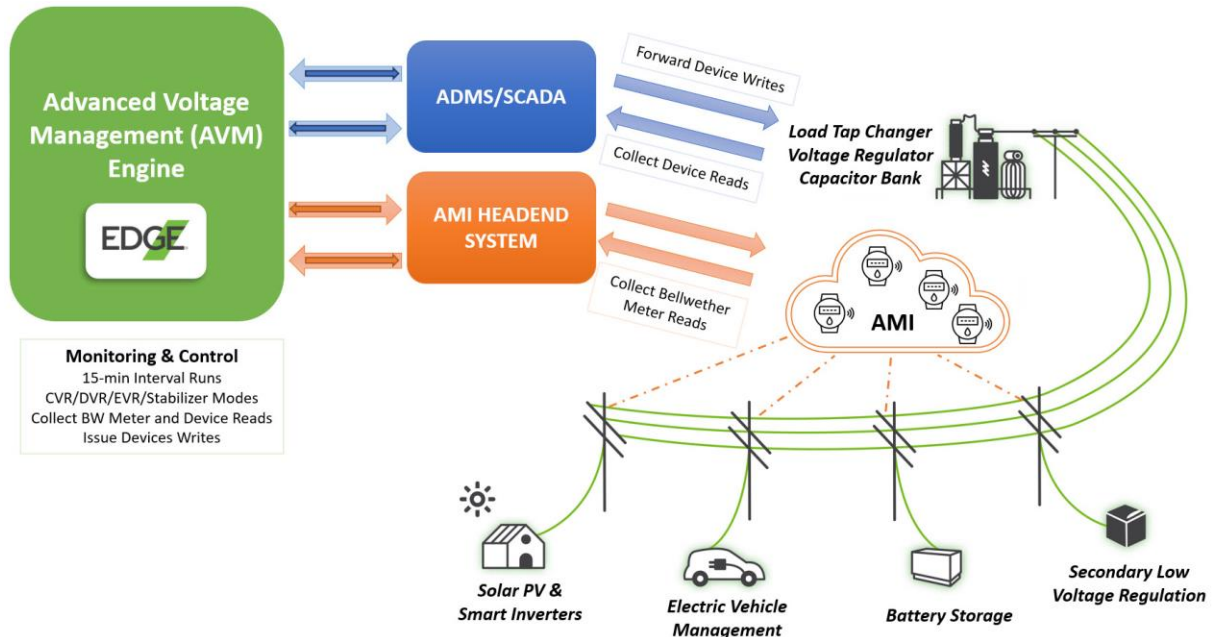 Advanced Voltage
Management (AVM)
Engine
EDGE
ADMS/SCADA
AMI HEADEND
SYSTEM
Forward Device Writes
Collect Device Reads
Collect Bellwether
Meter Reads
Load Tap Changer
Voltage Regulator
Capacitor Bank
AMI
Monitoring & Control
15-min Interval Runs
CVR/DVR/EVR/Stabilizer Modes
Collect BW Meter and Device Reads
Issue Devices Writes
Solar PV &
Smart Inverters
Electric Vehicle
Management
Battery Storage
Secondary Low
Voltage Regulation